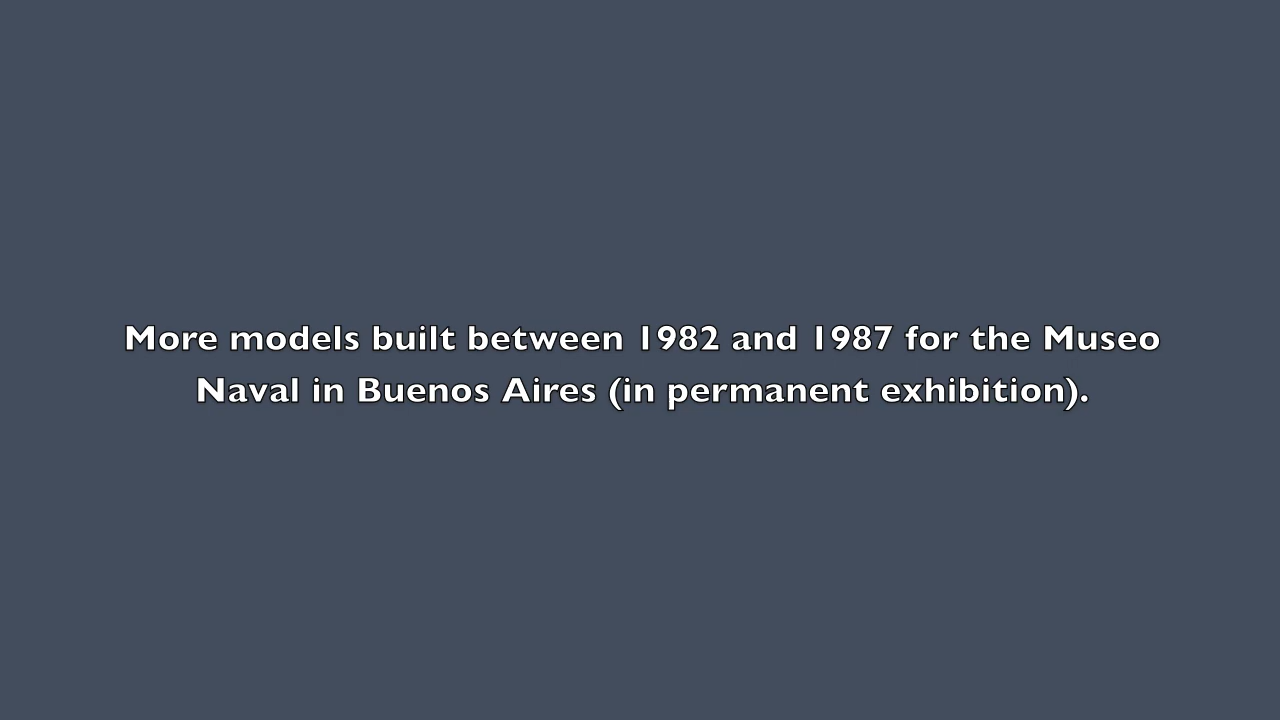 More models built between 1982 and 1987 for the Museo
Naval in Buenos Aires (in permanent exhibition).